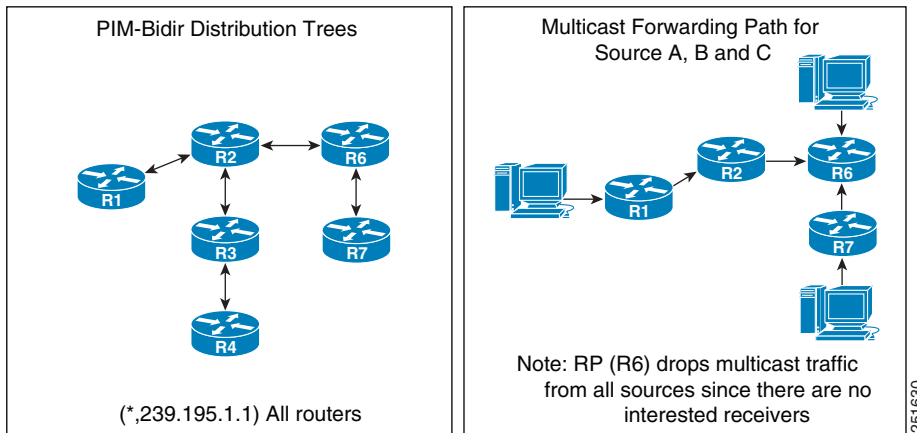 PIM-Bidir Distribution Trees
R1
R2
R6
R3
R7
R4
(*,239.195.1.1) All routers
Multicast Forwarding Path for
Source A, B and C
R1
R2
R6
R7
Note: RP (R6) drops multicast traffic
from all sources since there are no
interested receivers
251639